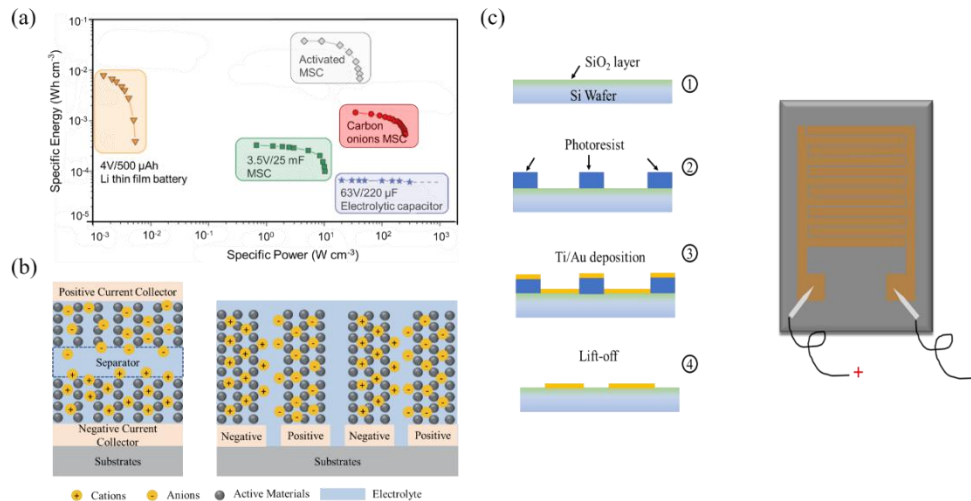 (a)
Specific Energy (Wh cm⁻³)
10⁻¹
10⁻²
10⁻³
10⁻⁴
10⁻⁵
Activated
MSC
Carbon
onions MSC
4V/500 µAh
Li thin film battery
3.5V/25 mF
MSC
63V/220 µF
Electrolytic capacitor
10⁻³
10⁻²
10⁻¹
10⁰
10¹
10²
10³
Specific Power (W cm⁻³)
(b)
Positive Current Collector
Separator
Negative Current
Collector
Substrates
Negative
Positive
Negative
Positive
Substrates
+ Cations
- Anions
Active Materials
Electrolyte
(c)
SiO₂ layer
Si Wafer
①
Photoresist
②
Ti/Au deposition
③
Lift-off
④
+
-